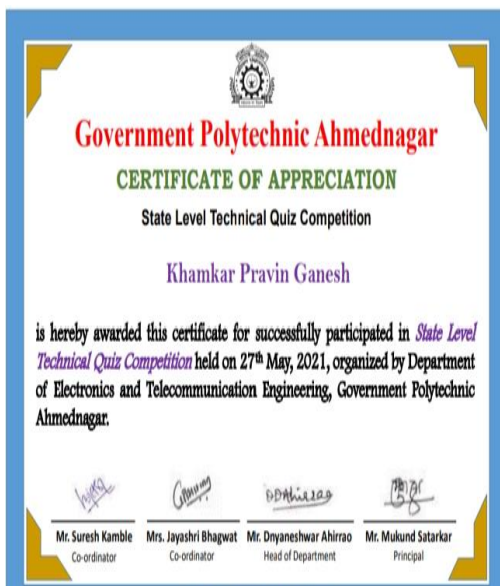 Government Polytechnic Ahmednagar
CERTIFICATE OF APPRECIATION
State Level Technical Quiz Competition
Khamkar Pravin Ganesh
is hereby awarded this certificate for successfully participated in State Level
Technical Quiz Competition held on 27th May, 2021, organized by Department
of Electronics and Telecommunication Engineering, Government Polytechnic
Ahmednagar.
DDAhirrao
Mr. Suresh Kamble Mrs. Jayashri Bhagwat Mr. Dnyaneshwar Ahirrao Mr. Mukund Satarkar
Co-ordinator Co-ordinator Head of Department Principal